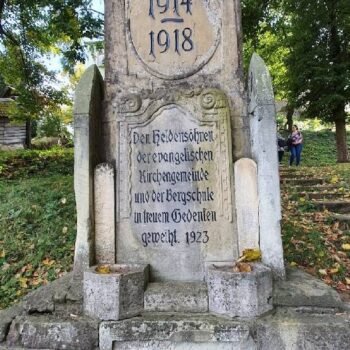 1914
1918
Den Heldensöhnen
der evangelischen
Kirchengemeinde
und der Bergschule
in treuem Gedenken
geweiht. 1923